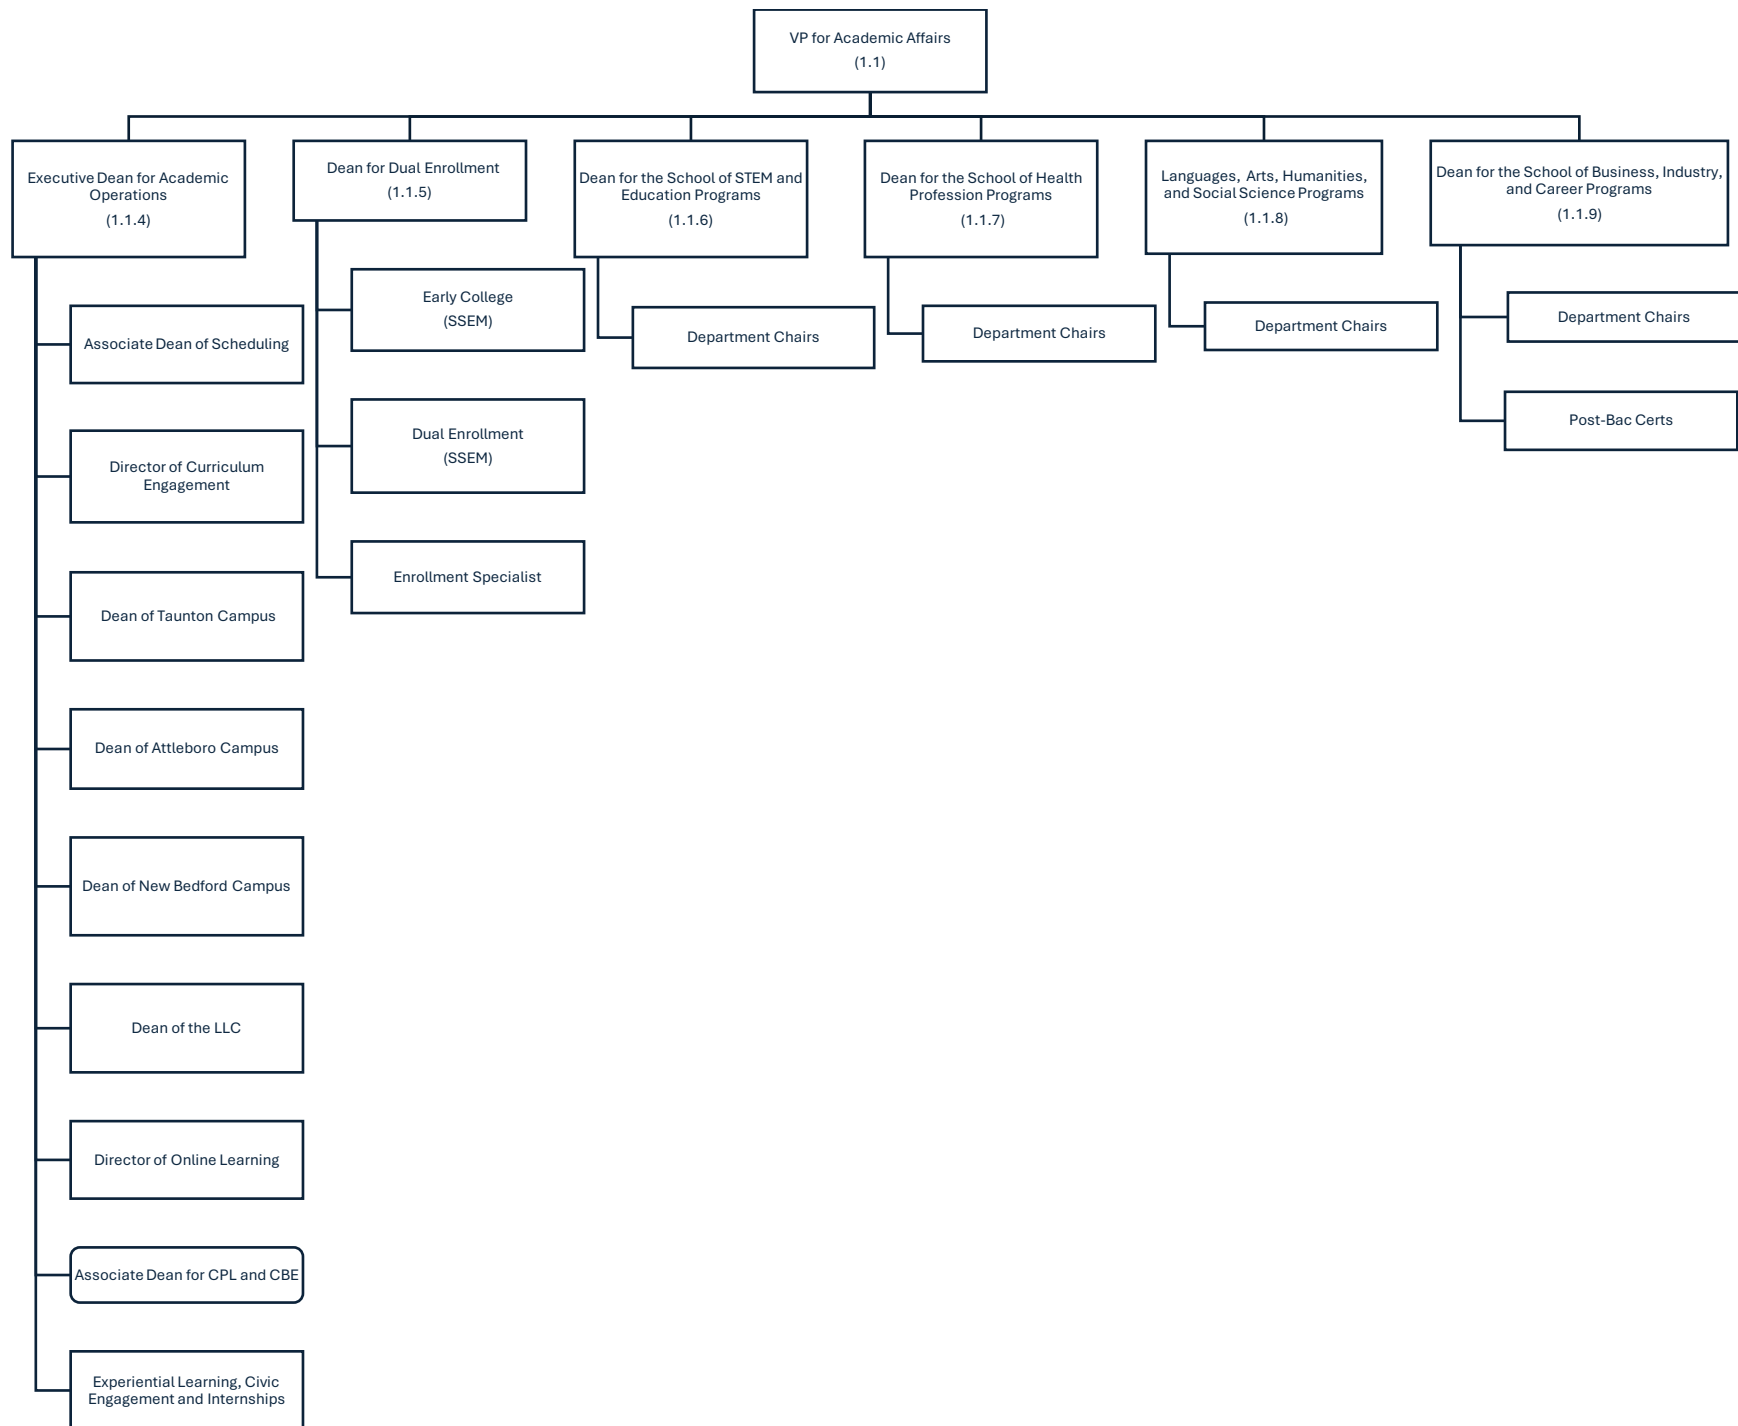 VP for Academic Affairs
(1.1)
Executive Dean for Academic
Operations
(1.1.4)
Dean for Dual Enrollment
(1.1.5)
Dean for the School of STEM and
Education Programs
(1.1.6)
Dean for the School of Health
Profession Programs
(1.1.7)
Languages, Arts, Humanities,
and Social Science Programs
(1.1.8)
Dean for the School of Business, Industry,
and Career Programs
(1.1.9)
Associate Dean of Scheduling
Director of Curriculum
Engagement
Dean of Taunton Campus
Dean of Attleboro Campus
Dean of New Bedford Campus
Dean of the LLC
Director of Online Learning
Associate Dean for CPL and CBE
Experiential Learning, Civic
Engagement and Internships
Early College
(SSEM)
Dual Enrollment
(SSEM)
Enrollment Specialist
Department Chairs
Department Chairs
Department Chairs
Department Chairs
Post-Bac Certs